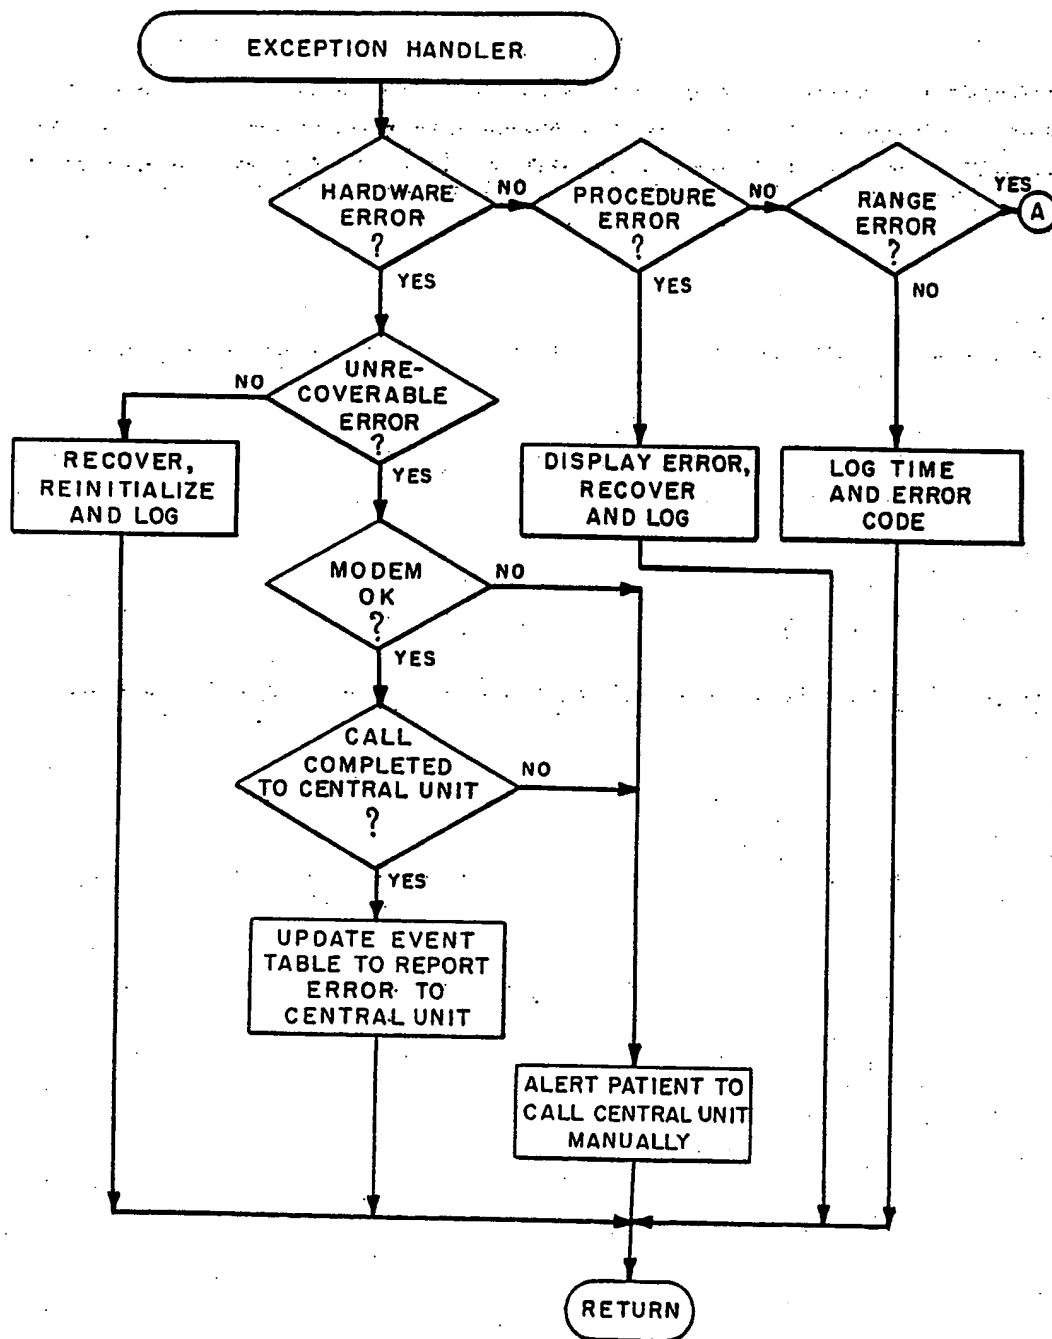 EXCEPTION HANDLER
HARDWARE
ERROR
?
NO
PROCEDURE
ERROR
?
NO
RANGE
ERROR
?
YES
A
YES
YES
NO
UNRE-
COVERABLE
ERROR
?
NO
YES
RECOVER,
REINITIALIZE
AND LOG
DISPLAY ERROR,
RECOVER
AND LOG
LOG TIME
AND ERROR
CODE
MODEM
OK
?
NO
YES
CALL
COMPLETED
TO CENTRAL UNIT
?
NO
YES
UPDATE EVENT
TABLE TO REPORT
ERROR TO
CENTRAL UNIT
ALERT PATIENT TO
CALL CENTRAL UNIT
MANUALLY
RETURN